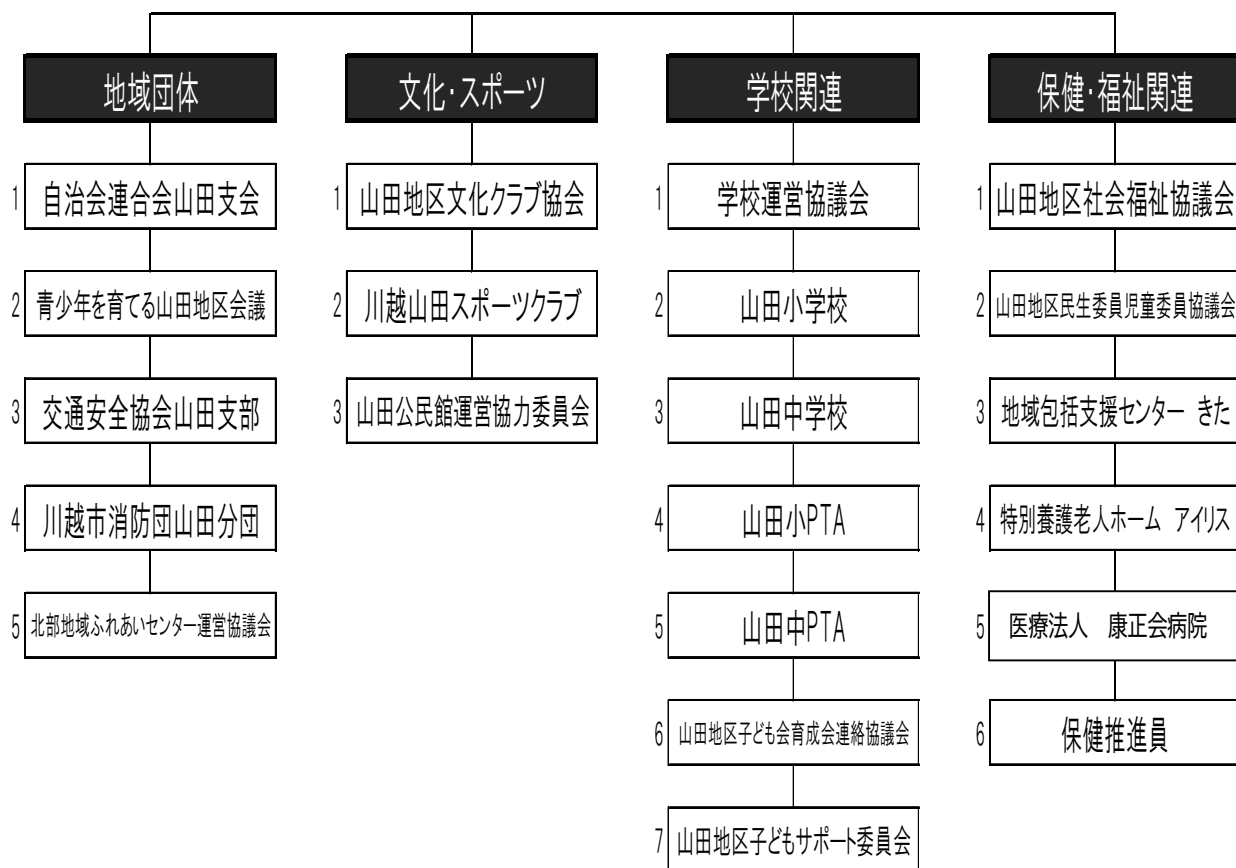 地域団体
1 自治会連合会山田支会
2 青少年を育てる山田地区会議
3 交通安全協会山田支部
4 川越市消防団山田分団
5 北部地域ふれあいセンター運営協議会
文化・スポーツ
1 山田地区文化クラブ協会
2 川越山田スポーツクラブ
3 山田公民館運営協力委員会
学校関連
1 学校運営協議会
2 山田小学校
3 山田中学校
4 山田小PTA
5 山田中PTA
6 山田地区子ども会育成会連絡協議会
7 山田地区子どもサポート委員会
保健・福祉関連
1 山田地区社会福祉協議会
2 山田地区民生委員児童委員協議会
3 地域包括支援センター きた
4 特別養護老人ホーム アイリス
5 医療法人 康正会病院
6 保健推進員